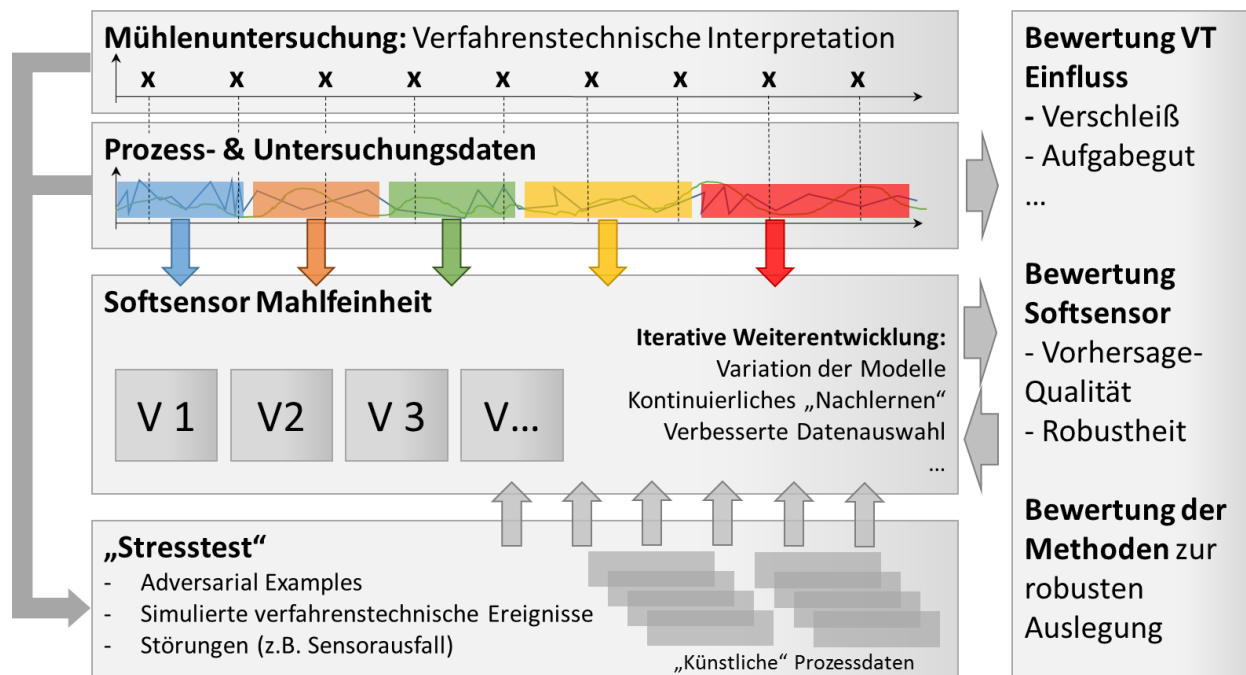 Mühlenuntersuchung: Verfahrenstechnische Interpretation
x x x x x x x x x
Prozess- & Untersuchungsdaten
Softsensor Mahlfeinheit
Iterative Weiterentwicklung:
Variation der Modelle
Kontinuierliches „Nachlernen“
Verbesserte Datenauswahl
...
V 1 V2 V 3 V...
„Stresstest“
- Adversarial Examples
- Simulierte verfahrenstechnische Ereignisse
- Störungen (z.B. Sensorausfall)
„Künstliche“ Prozessdaten
Bewertung VT
Einfluss
- Verschleiß
- Aufgabegut
...
Bewertung
Softsensor
- Vorhersage-
Qualität
- Robustheit
Bewertung der
Methoden zur
robusten
Auslegung